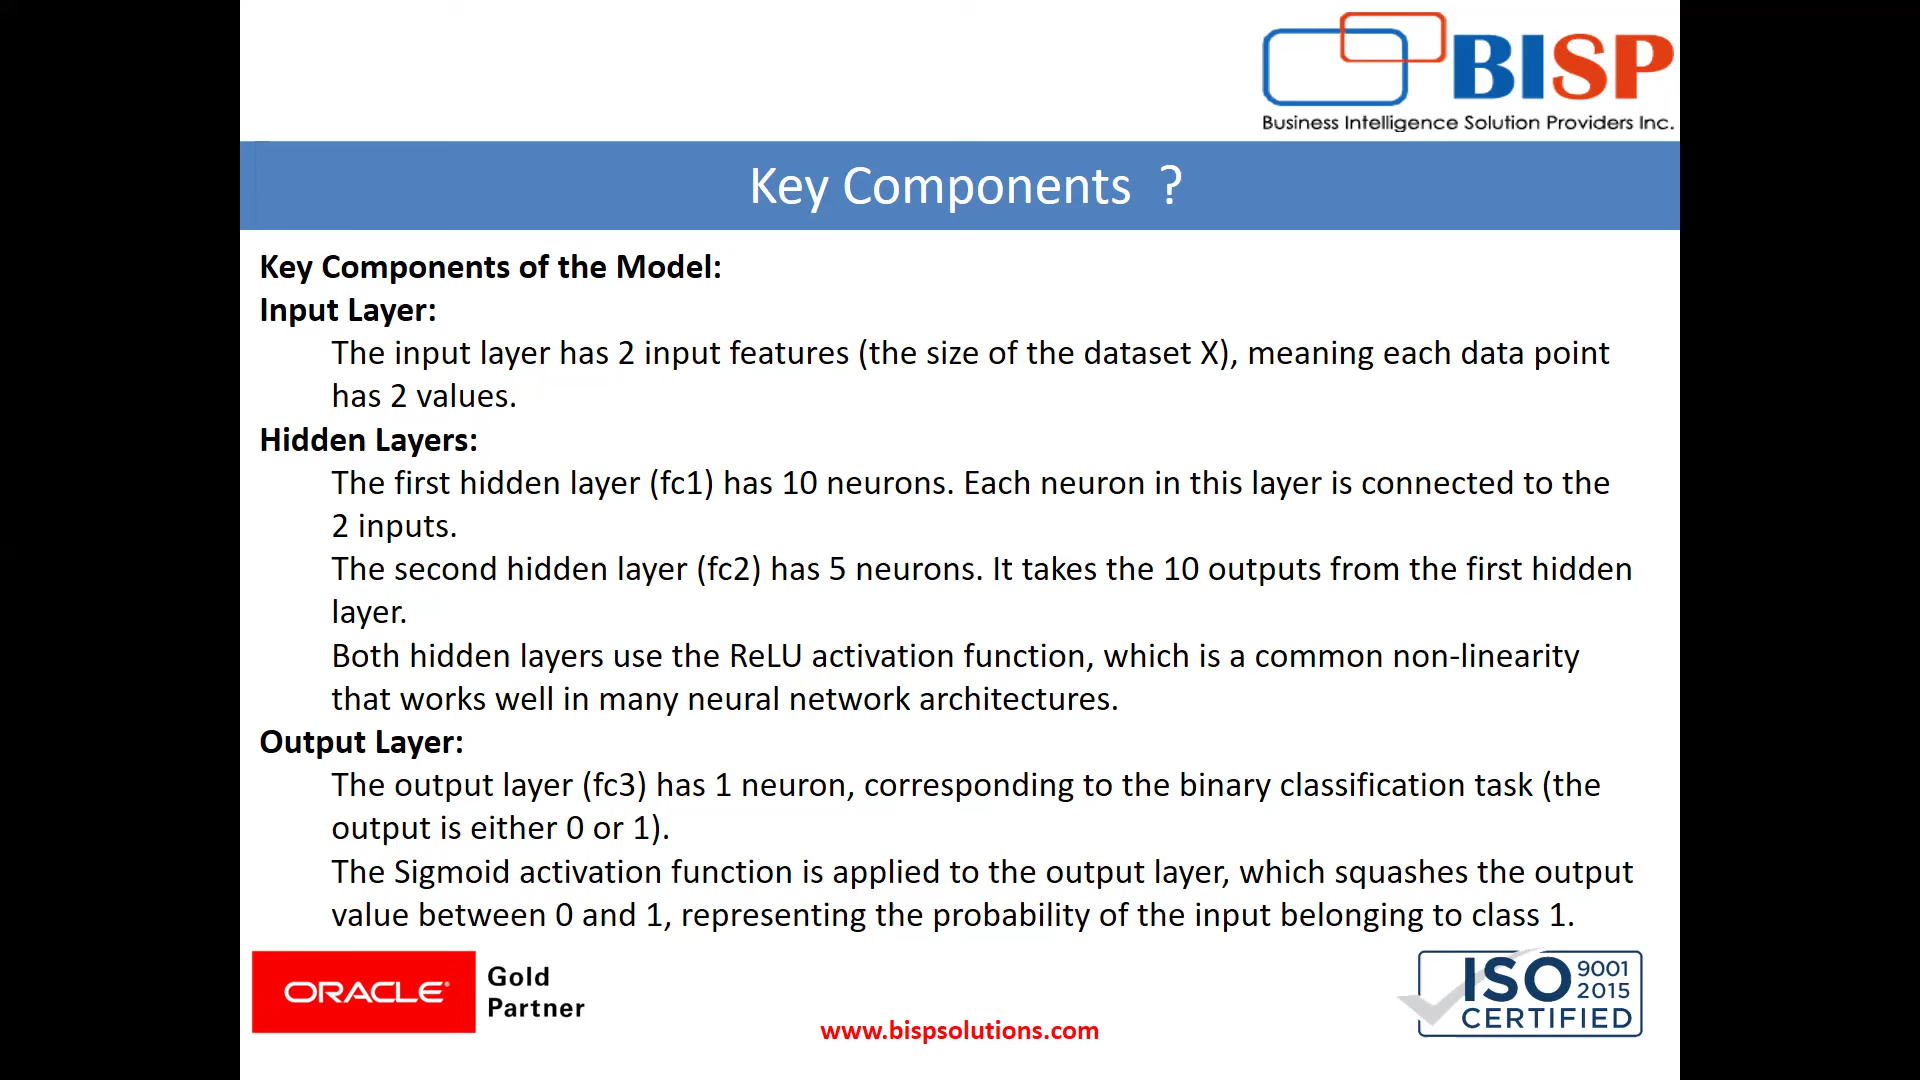 BISP
Business Intelligence Solution Providers Inc.
Key Components ?
Key Components of the Model:
Input Layer:
The input layer has 2 input features (the size of the dataset X), meaning each data point
has 2 values.
Hidden Layers:
The first hidden layer (fc1) has 10 neurons. Each neuron in this layer is connected to the
2 inputs.
The second hidden layer (fc2) has 5 neurons. It takes the 10 outputs from the first hidden
layer.
Both hidden layers use the ReLU activation function, which is a common non-linearity
that works well in many neural network architectures.
Output Layer:
The output layer (fc3) has 1 neuron, corresponding to the binary classification task (the
output is either 0 or 1).
The Sigmoid activation function is applied to the output layer, which squashes the output
value between 0 and 1, representing the probability of the input belonging to class 1.
ORACLE®
Gold
Partner
www.bispsolutions.com
ISO 9001
2015
CERTIFIED